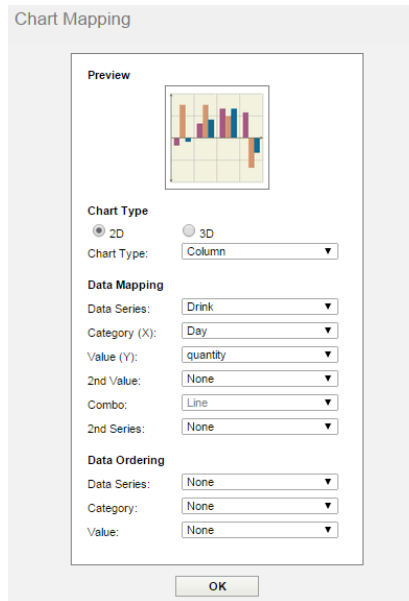 Chart Mapping
Preview
Chart Type
2D 3D
Chart Type: Column
Data Mapping
Data Series: Drink
Category (X): Day
Value (Y): quantity
2nd Value: None
Combo: Line
2nd Series: None
Data Ordering
Data Series: None
Category: None
Value: None
OK